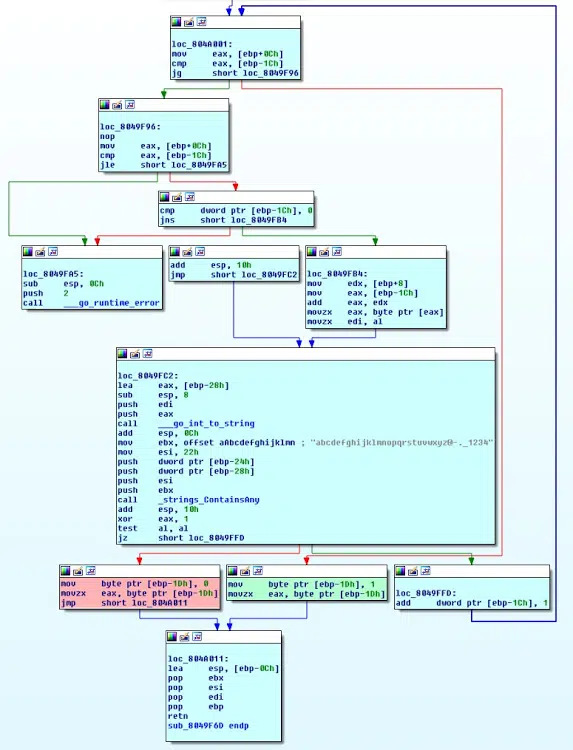 loc_804A001:
mov eax, [ebp+0Ch]
cmp eax, [ebp-1Ch]
jg short loc_8049F96
loc_8049F96:
nop
mov eax, [ebp+0Ch]
cmp eax, [ebp-1Ch]
jle short loc_8049FA5
cmp dword ptr [ebp-1Ch], 0
jns short loc_8049FB4
loc_8049FA5:
sub esp, 0Ch
push 2
call ___go_runtime_error
add esp, 10h
jmp short loc_8049FC2
loc_8049FB4:
mov edx, [ebp+8]
mov eax, [ebp-1Ch]
add eax, edx
movzx eax, byte ptr [eax]
movzx edi, al
loc_8049FC2:
lea eax, [ebp-28h]
sub esp, 8
push edi
push eax
call ___go_int_to_string
add esp, 0Ch
mov ebx, offset aAbcdefghijklmn ; "abcdefghijklmnopqrstuvwxyz@-._1234"
mov esi, 22h
push dword ptr [ebp-24h]
push dword ptr [ebp-28h]
push esi
push ebx
call _strings_ContainsAny
add esp, 10h
xor eax, 1
test al, al
jz short loc_8049FFD
mov byte ptr [ebp-1Dh], 0
movzx eax, byte ptr [ebp-1Dh]
jmp short loc_804A011
mov byte ptr [ebp-1Dh], 1
movzx eax, byte ptr [ebp-1Dh]
loc_8049FFD:
add dword ptr [ebp-1Ch], 1
loc_804A011:
lea esp, [ebp-0Ch]
pop ebx
pop esi
pop edi
pop ebp
retn
sub_8049F6D endp